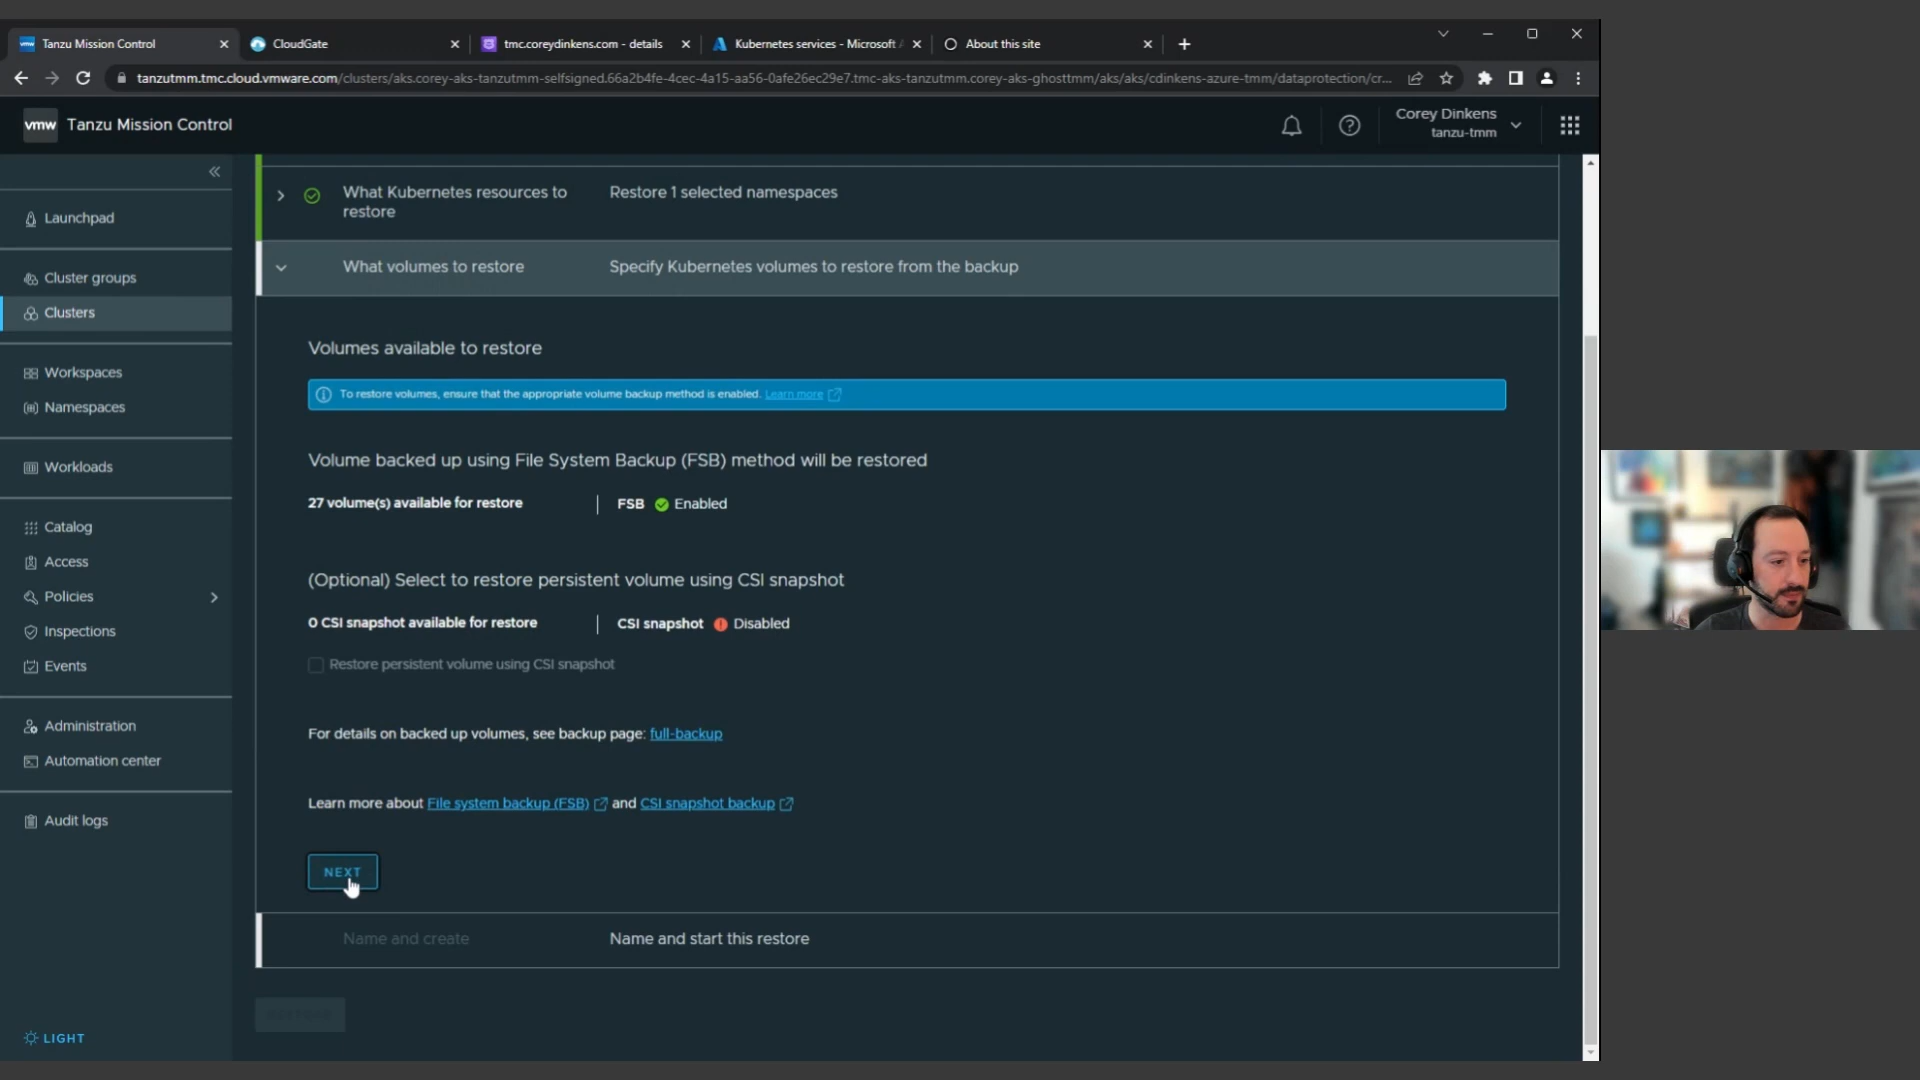 Tanzu Mission Control
CloudGate
tmc.coreydinkens.com - details
Kubernetes services - Microsoft
About this site
tanzutmm.tmc.cloud.vmware.com/clusters/aks.corey-aks-tanzutmm-selfsigned.66a2b4fe-4cec-4a15-aa56-0afe26ec29e7.tmc-aks-tanzutmm.corey-aks-ghosttmm/aks/aks/cdinkens-azure-tmm/dataprotection/cr...
vmw Tanzu Mission Control
Corey Dinkens
tanzu-tmm
Launchpad
Cluster groups
Clusters
Workspaces
Namespaces
Workloads
Catalog
Access
Policies
Inspections
Events
Administration
Automation center
Audit logs
LIGHT
What Kubernetes resources to restore
Restore 1 selected namespaces
What volumes to restore
Specify Kubernetes volumes to restore from the backup
Volumes available to restore
To restore volumes, ensure that the appropriate volume backup method is enabled. Learn more
Volume backed up using File System Backup (FSB) method will be restored
27 volume(s) available for restore | FSB Enabled
(Optional) Select to restore persistent volume using CSI snapshot
0 CSI snapshot available for restore | CSI snapshot Disabled
Restore persistent volume using CSI snapshot
For details on backed up volumes, see backup page: full-backup
Learn more about File system backup (FSB) and CSI snapshot backup
NEXT
Name and create
Name and start this restore